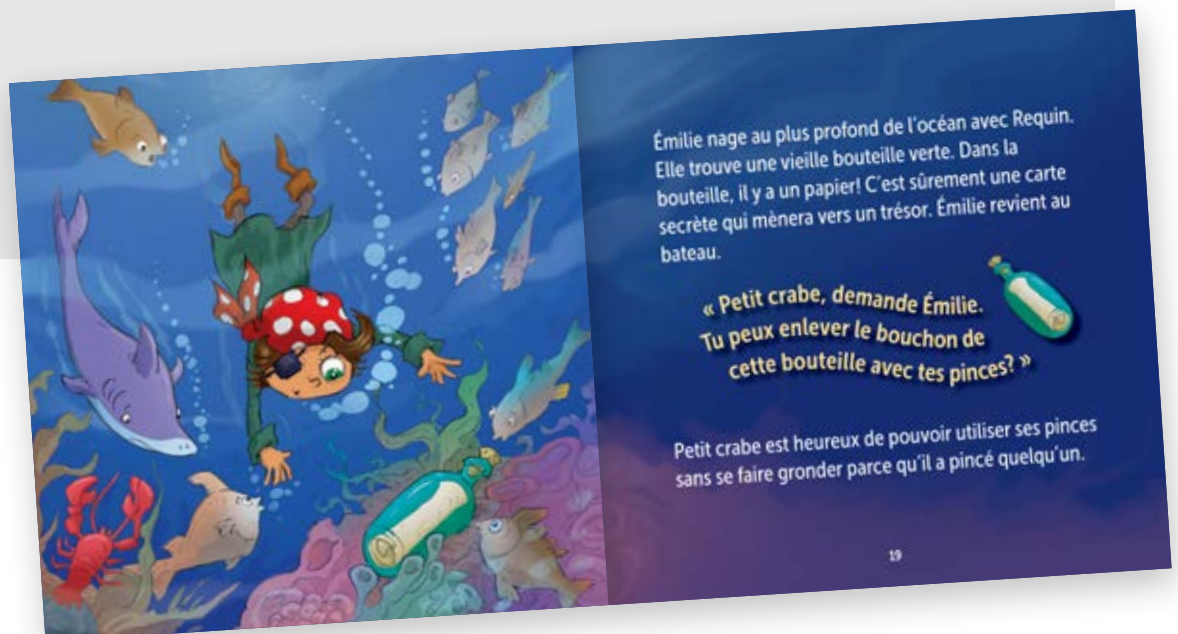 Émilie nage au plus profond de l'océan avec Requin.
Elle trouve une vieille bouteille verte. Dans la
bouteille, il y a un papier! C'est sûrement une carte
secrète qui mènera vers un trésor. Émilie revient au
bateau.
« Petit crabe, demande Émilie.
Tu peux enlever le bouchon de
cette bouteille avec tes pinces? »
Petit crabe est heureux de pouvoir utiliser ses pinces
sans se faire gronder parce qu'il a pincé quelqu'un.
19